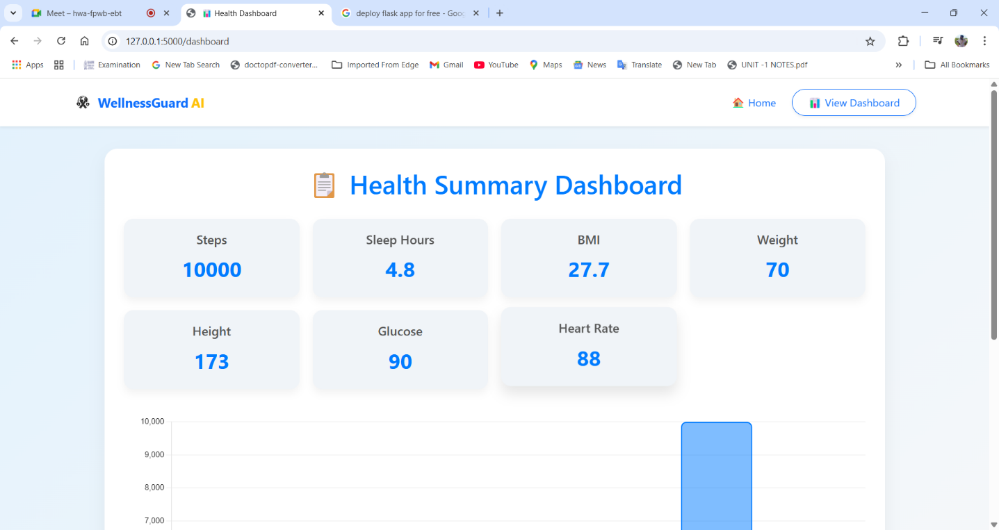 Meet – hwa-fpwb-ebt
Health Dashboard
deploy flask app for free - Goo
127.0.0.1:5000/dashboard
Apps
Examination
New Tab Search
doctopdf-converter...
Imported From Edge
Gmail
YouTube
Maps
News
Translate
New Tab
UNIT -1 NOTES.pdf
All Bookmarks
WellnessGuard AI
Home
View Dashboard
Health Summary Dashboard
Steps
10000
Sleep Hours
4.8
BMI
27.7
Weight
70
Height
173
Glucose
90
Heart Rate
88
10,000
9,000
8,000
7,000